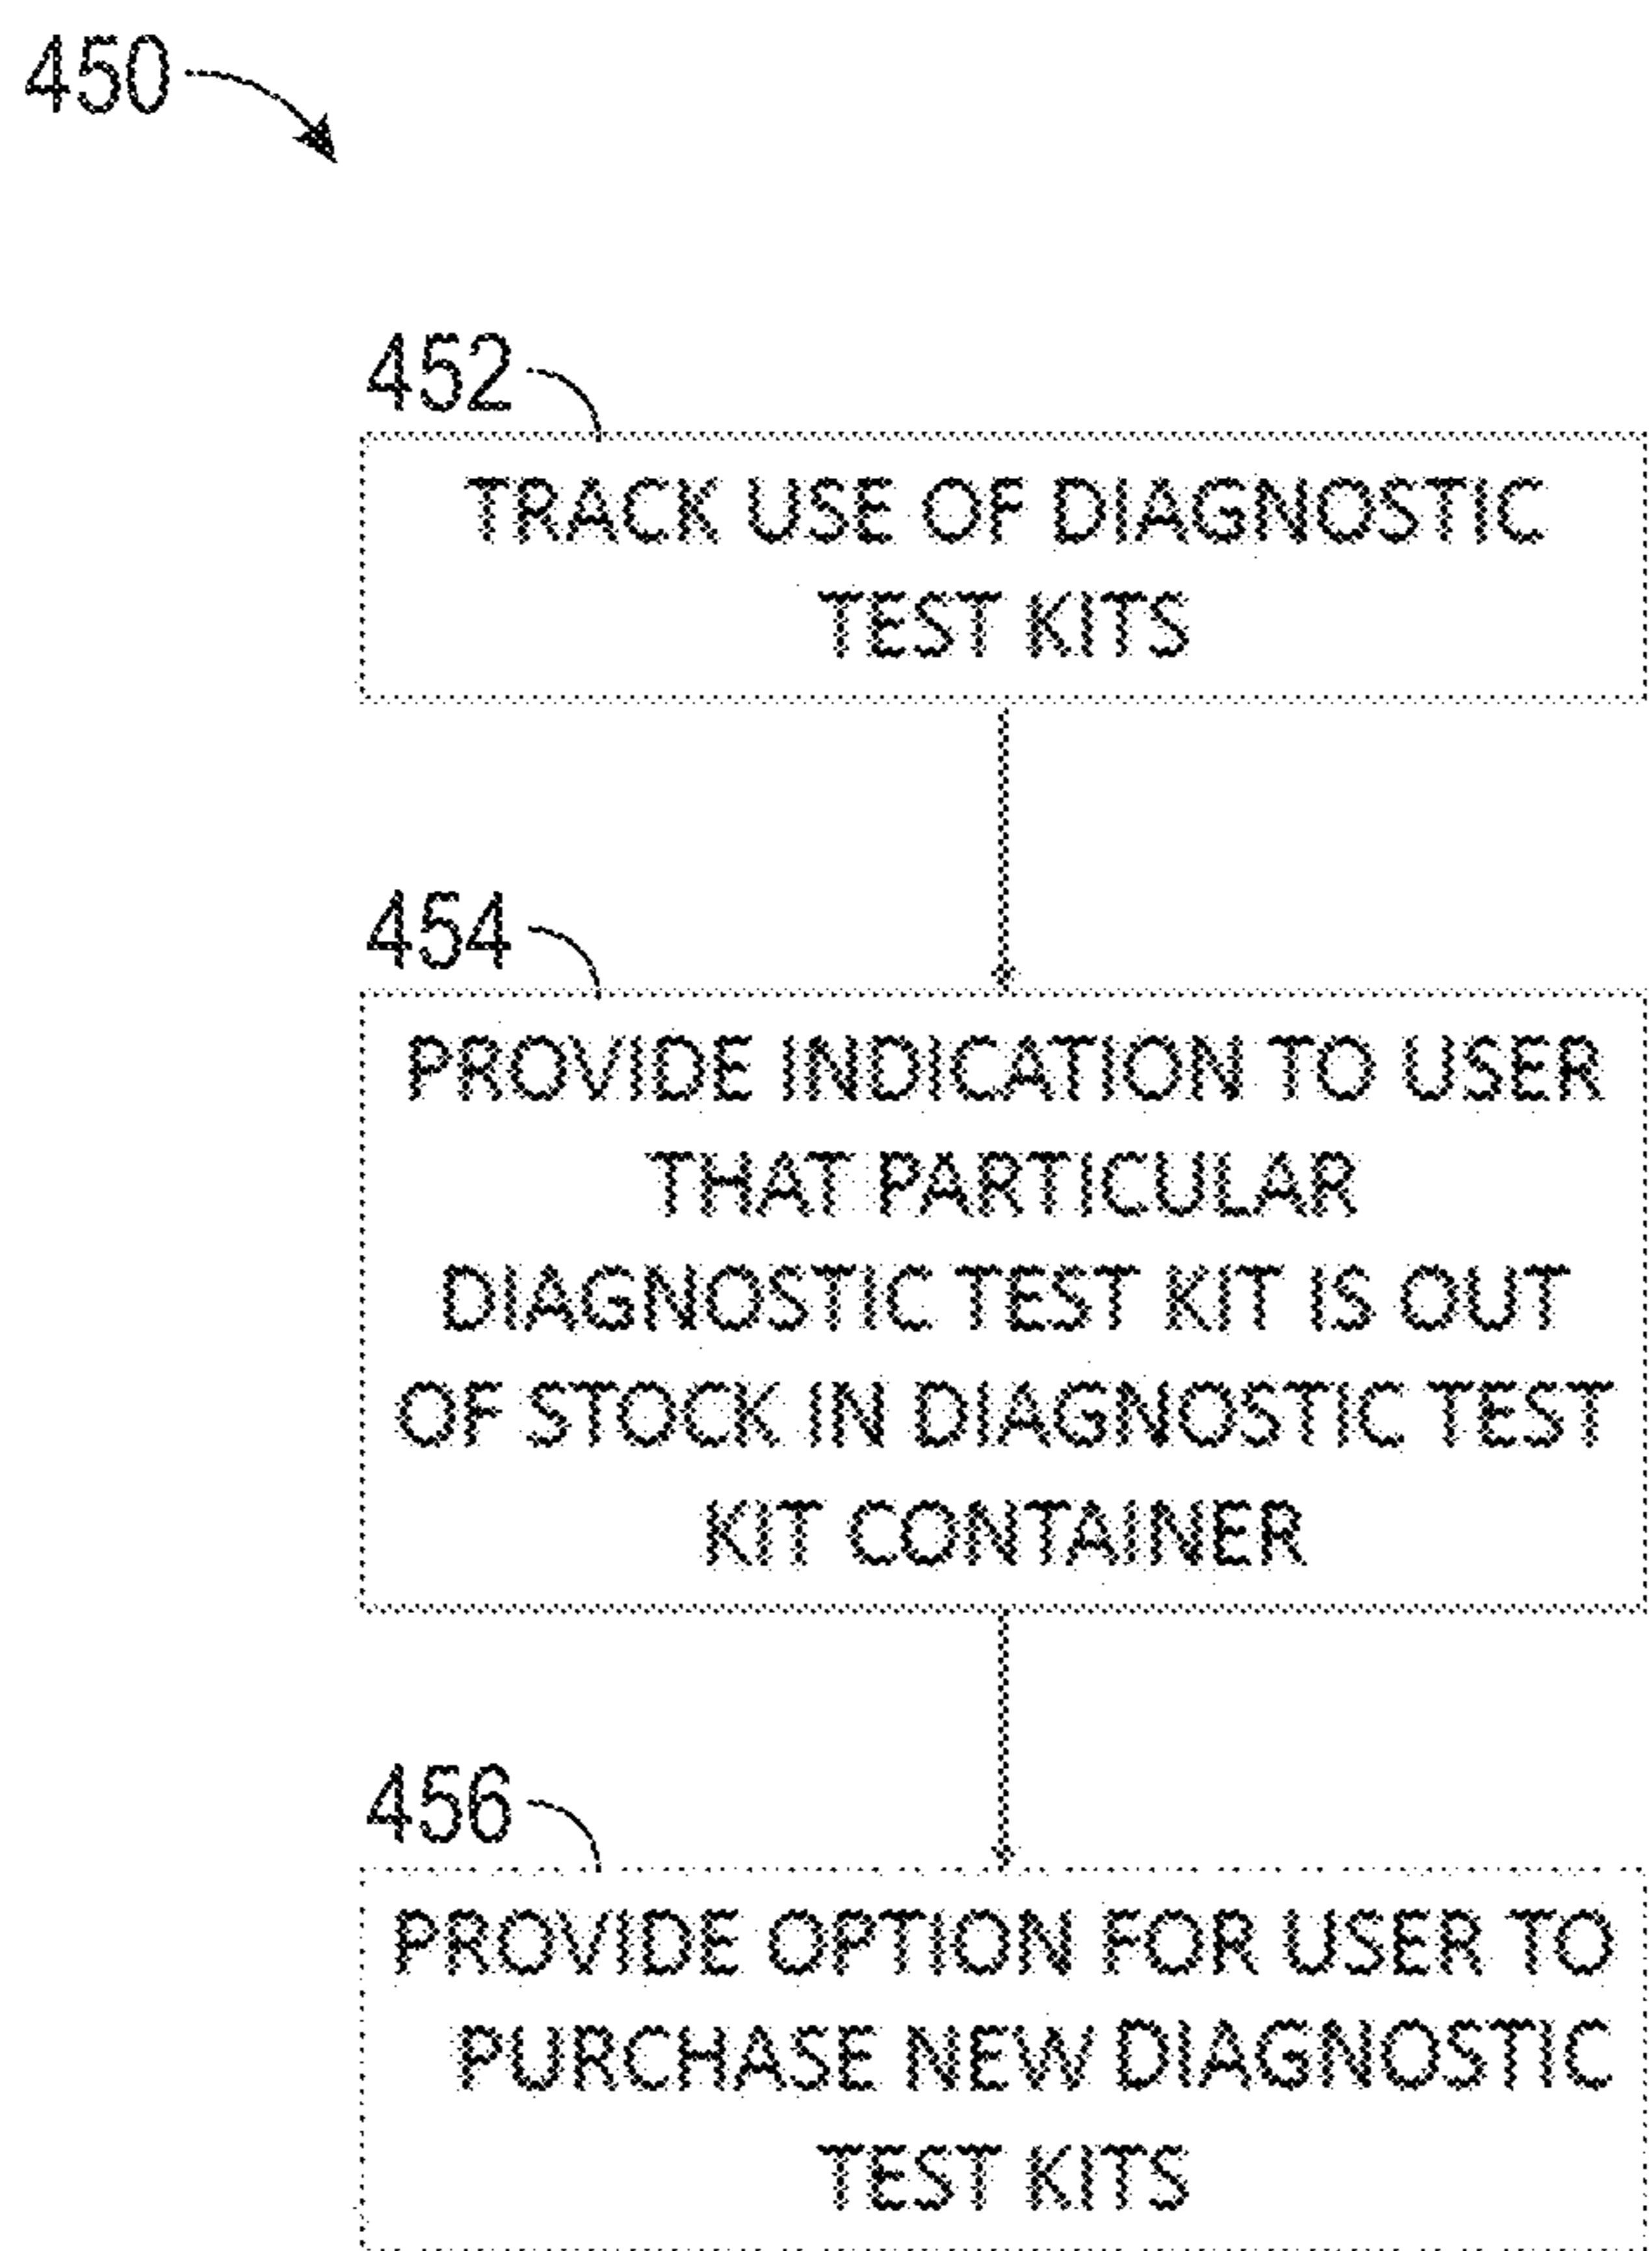 450
452
TRACK USE OF DIAGNOSTIC
TEST KITS
454
PROVIDE INDICATION TO USER
THAT PARTICULAR
DIAGNOSTIC TEST KIT IS OUT
OF STOCK IN DIAGNOSTIC TEST
KIT CONTAINER
456
PROVIDE OPTION FOR USER TO
PURCHASE NEW DIAGNOSTIC
TEST KITS